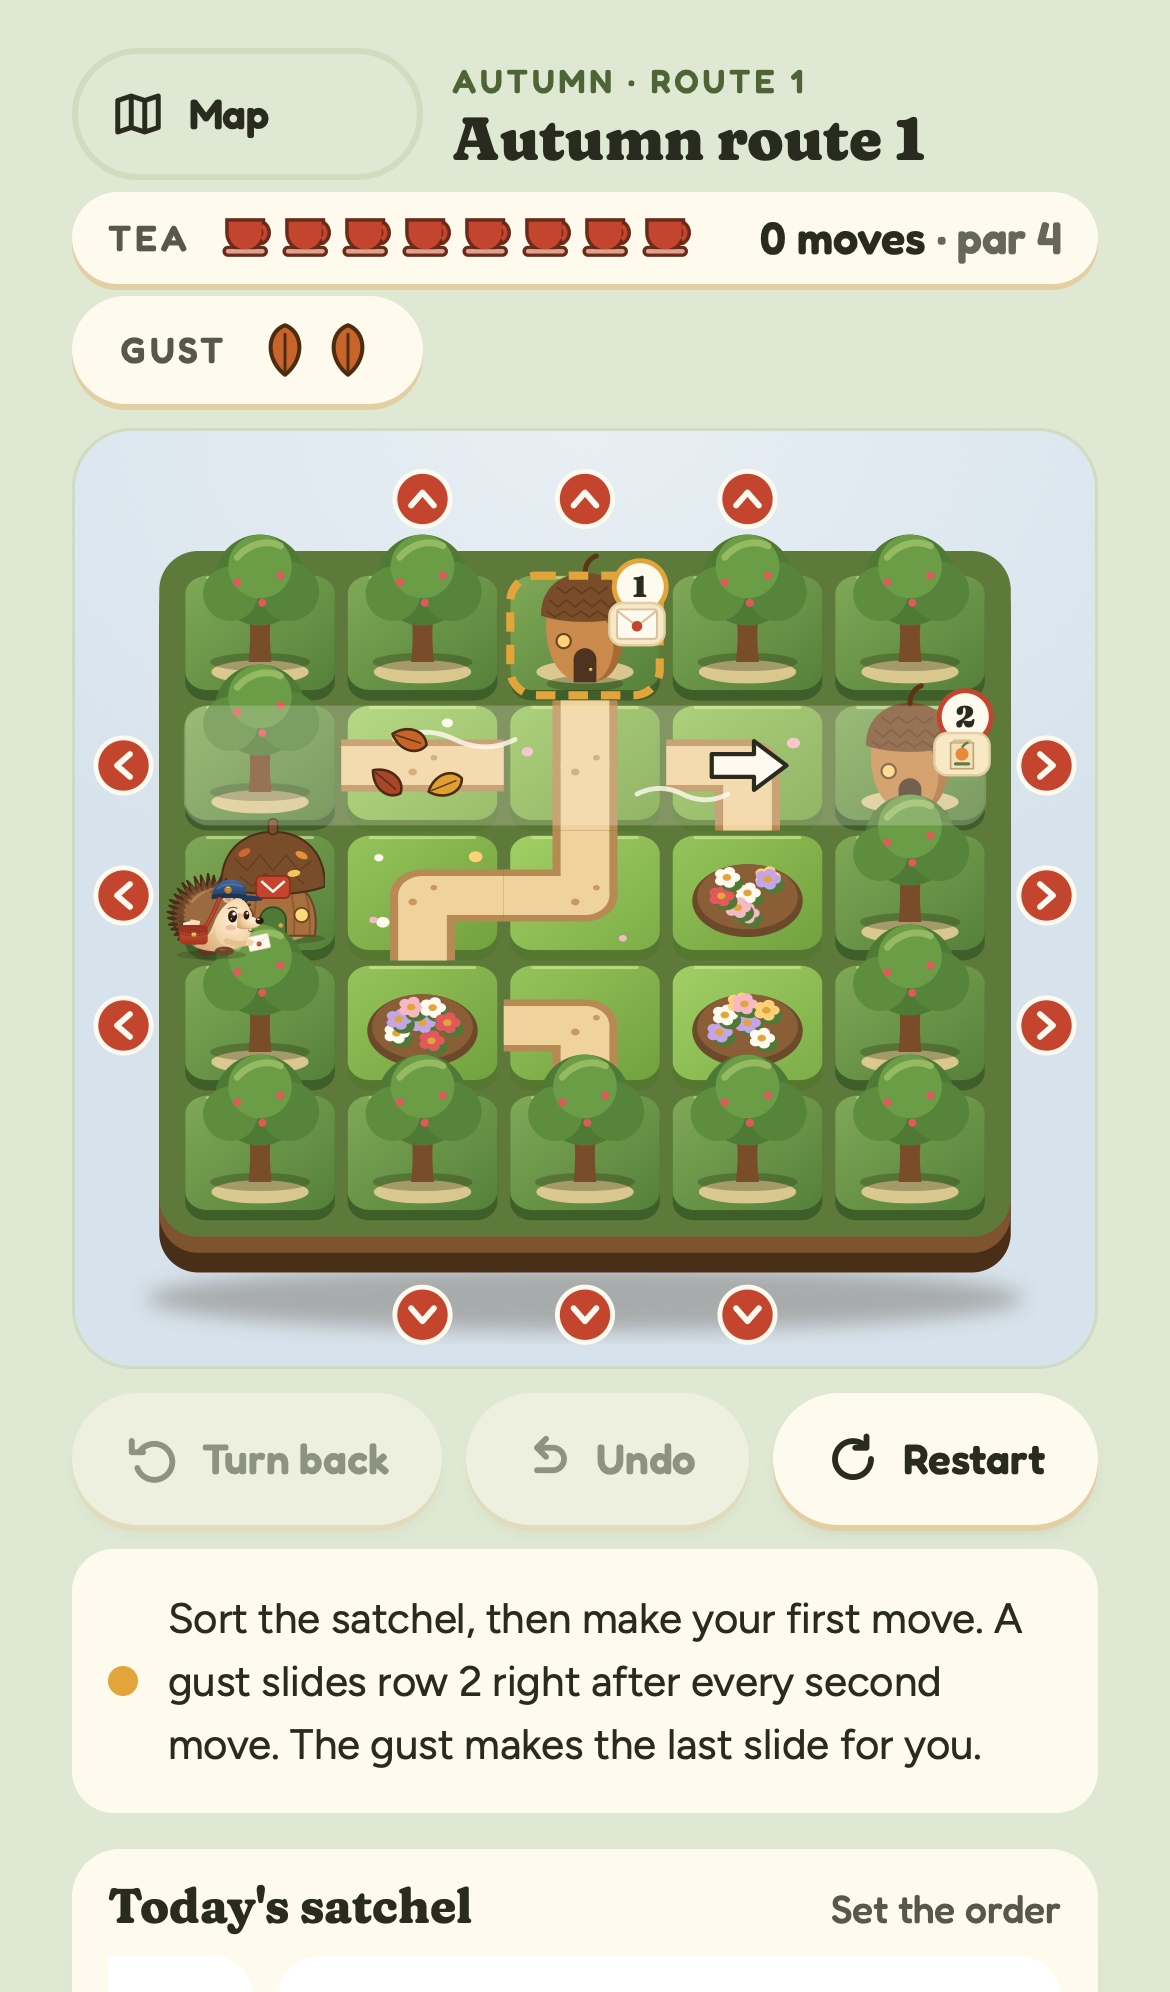 Map
AUTUMN · ROUTE 1
Autumn route 1
TEA
0 moves · par 4
GUST
1
2
Turn back
Undo
Restart
Sort the satchel, then make your first move. A
gust slides row 2 right after every second
move. The gust makes the last slide for you.
Today's satchel
Set the order